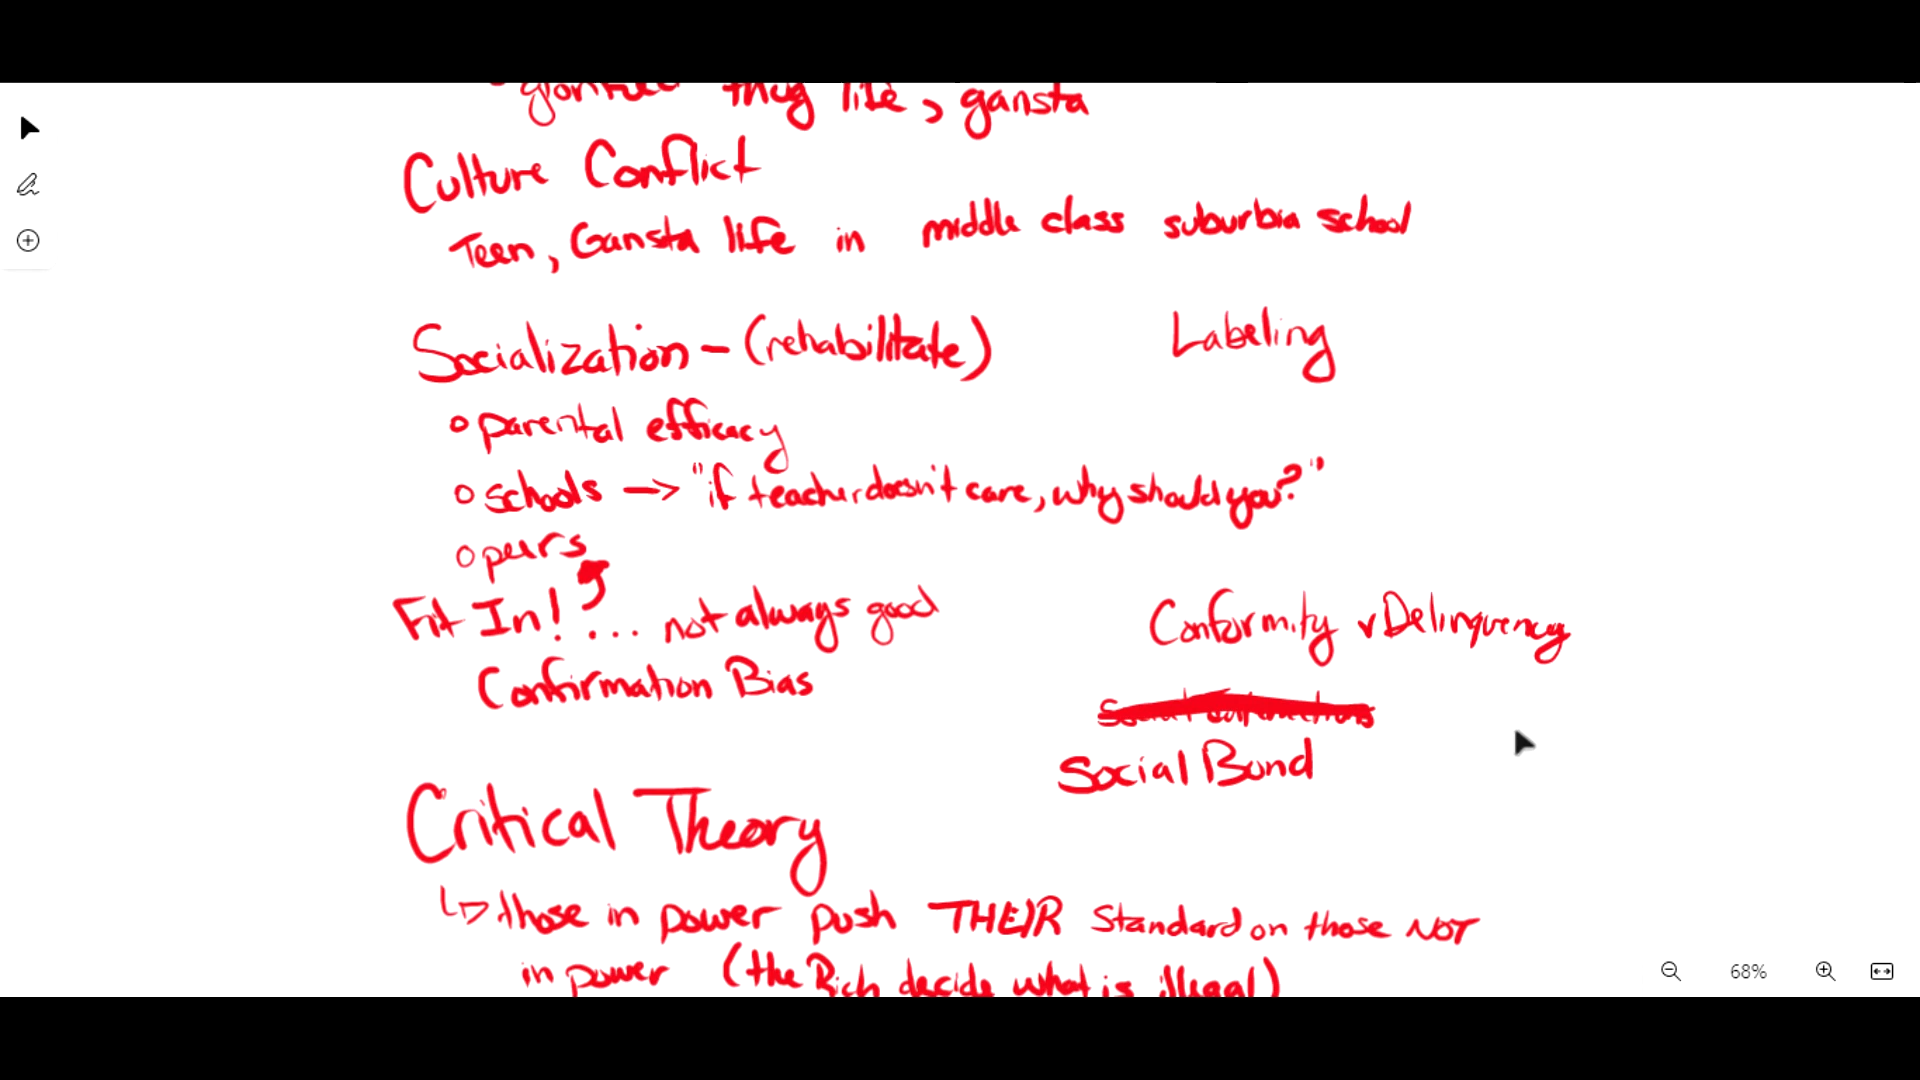 glorified thug life, gansta
Culture Conflict
Teen, Gansta life in middle class suburbia school
Socialization - (rehabilitate)
Labeling
o parental efficacy
o schools -> "if teacher doesn't care, why should you?"
o peers
Fit In! ... not always good
Conformity v Delinquency
Confirmation Bias
Social Bond
Critical Theory
↳ those in power push THEIR Standard on those NOT
in power (the Rich decide what is illegal)
68%